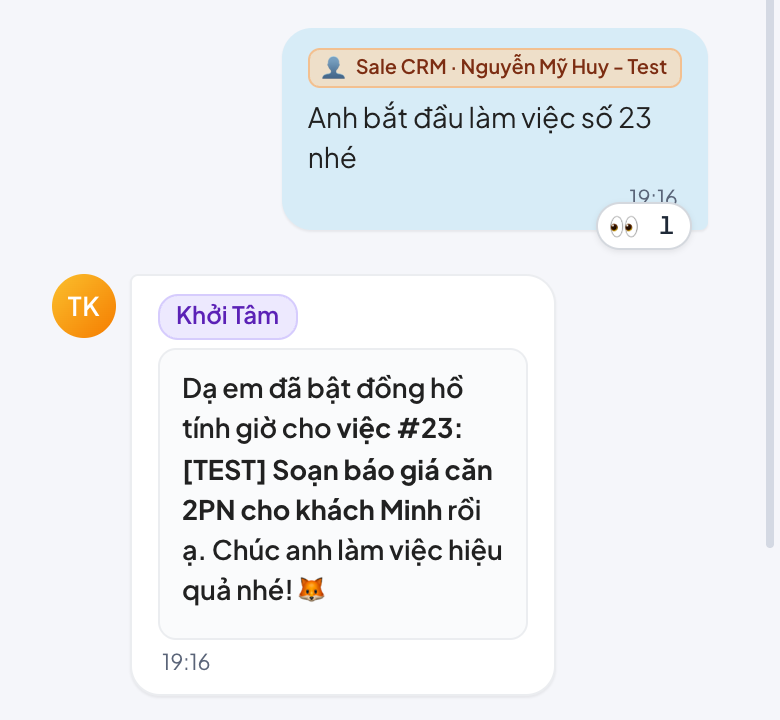 Sale CRM · Nguyễn Mỹ Huy - Test
Anh bắt đầu làm việc số 23
nhé
19:16
👀 1
TK
Khởi Tâm
Dạ em đã bật đồng hồ
tính giờ cho việc #23:
[TEST] Soạn báo giá căn
2PN cho khách Minh rồi
ạ. Chúc anh làm việc hiệu
quả nhé! 🦊
19:16